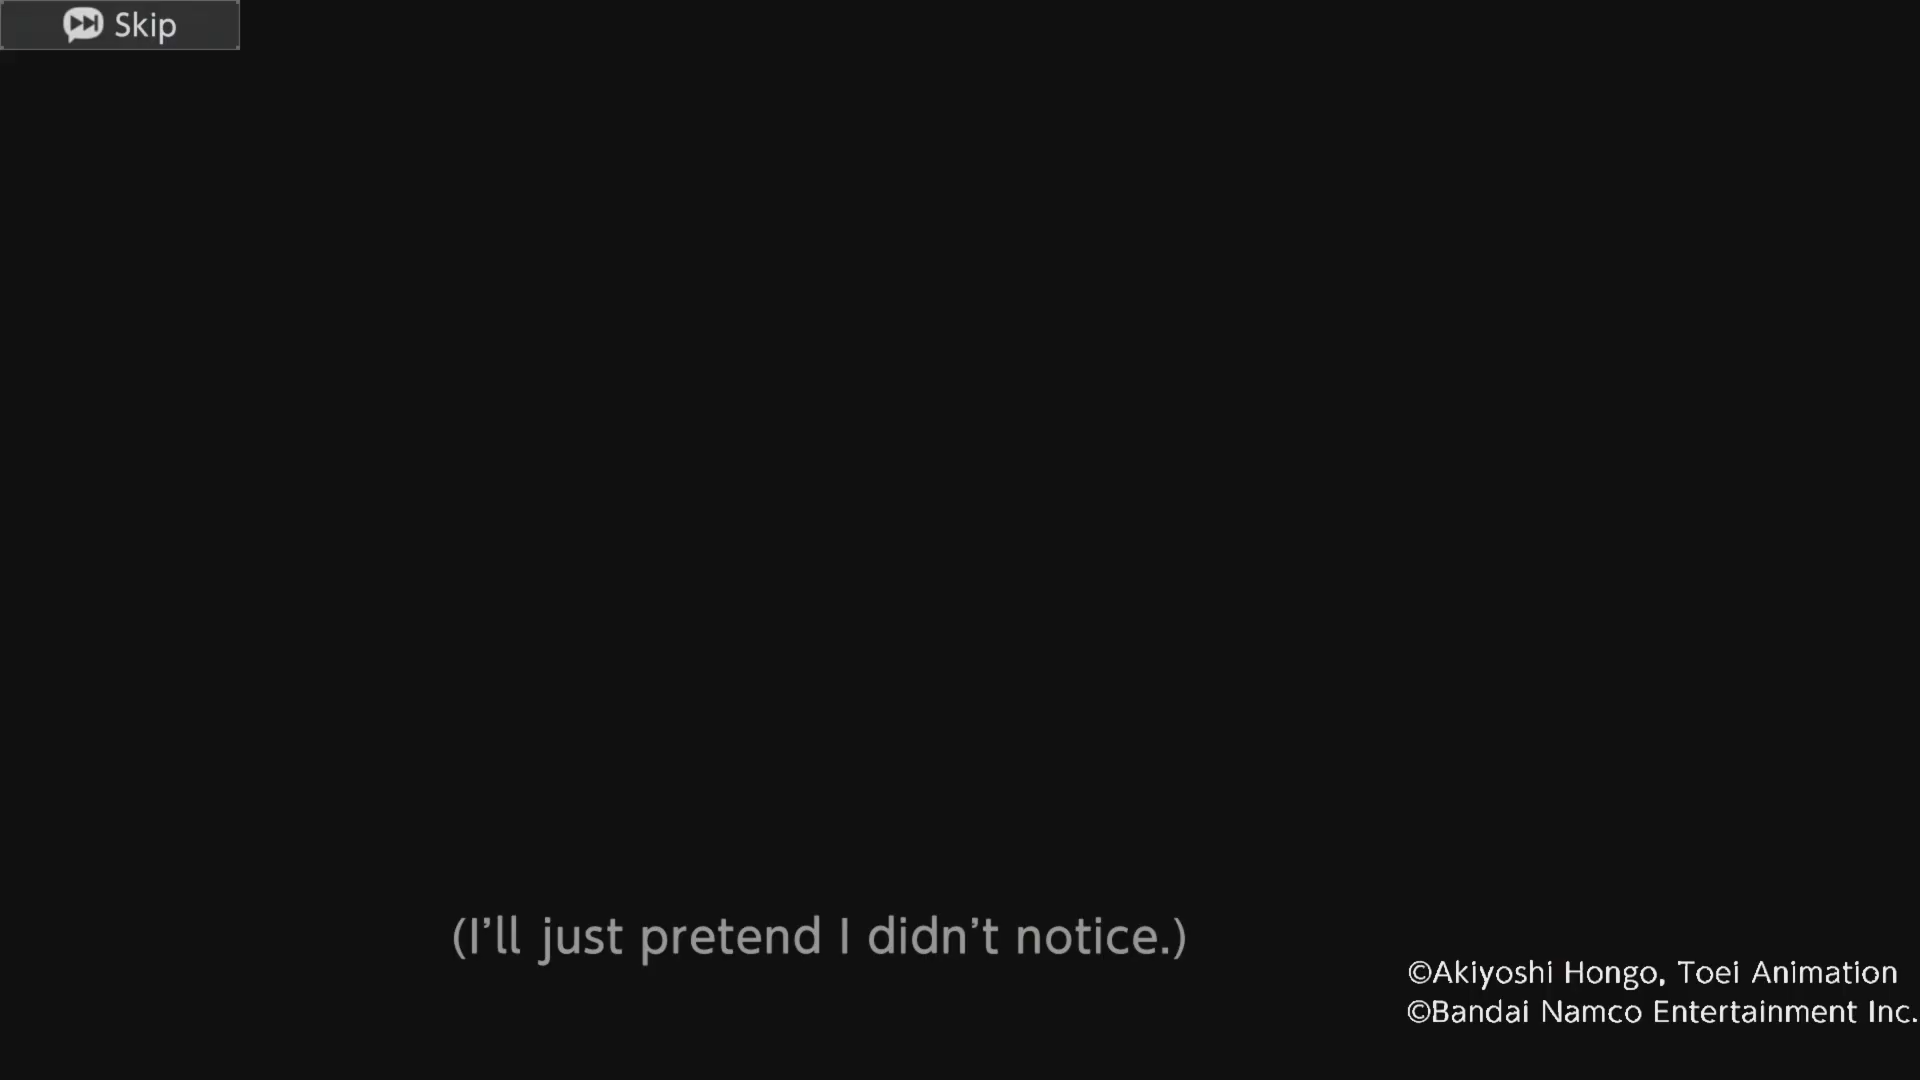 Skip
(I’ll just pretend I didn’t notice.)
©Akiyoshi Hongo, Toei Animation
©Bandai Namco Entertainment Inc.